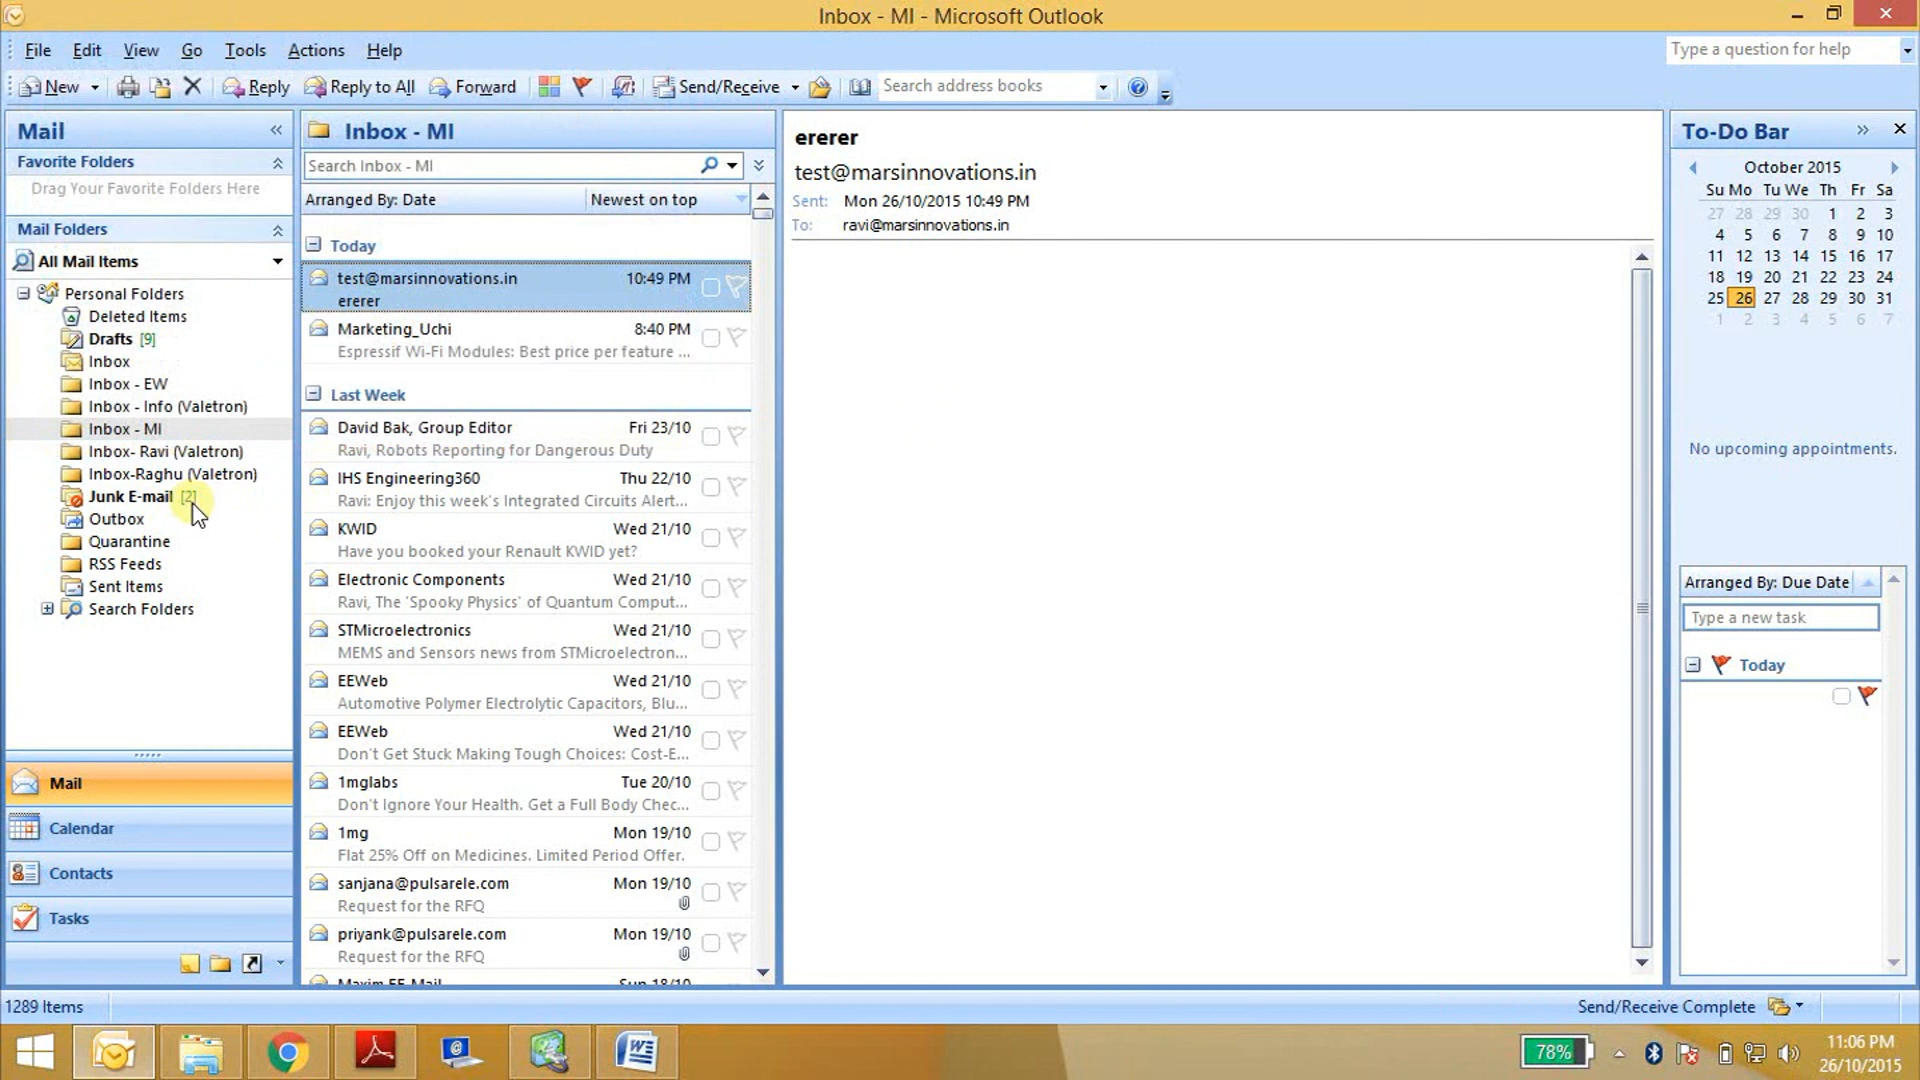 Inbox - MI - Microsoft Outlook
File Edit View Go Tools Actions Help
Type a question for help
New Reply Reply to All Forward Send/Receive Search address books
Mail
Favorite Folders
Drag Your Favorite Folders Here
Mail Folders
All Mail Items
Personal Folders
Deleted Items
Drafts [9]
Inbox
Inbox - EW
Inbox - Info (Valetron)
Inbox - MI
Inbox- Ravi (Valetron)
Inbox-Raghu (Valetron)
Junk E-mail [2]
Outbox
Quarantine
RSS Feeds
Sent Items
Search Folders
Mail
Calendar
Contacts
Tasks
Inbox - MI
Search Inbox - MI
Arranged By: Date Newest on top
Today
test@marsinnovations.in 10:49 PM
ererer
Marketing_Uchi 8:40 PM
Espressif Wi-Fi Modules: Best price per feature ...
Last Week
David Bak, Group Editor Fri 23/10
Ravi, Robots Reporting for Dangerous Duty
IHS Engineering360 Thu 22/10
Ravi: Enjoy this week's Integrated Circuits Alert...
KWID Wed 21/10
Have you booked your Renault KWID yet?
Electronic Components Wed 21/10
Ravi, The 'Spooky Physics' of Quantum Comput...
STMicroelectronics Wed 21/10
MEMS and Sensors news from STMicroelectron...
EEWeb Wed 21/10
Automotive Polymer Electrolytic Capacitors, Blu...
EEWeb Wed 21/10
Don't Get Stuck Making Tough Choices: Cost-E...
1mglabs Tue 20/10
Don't Ignore Your Health. Get a Full Body Chec...
1mg Mon 19/10
Flat 25% Off on Medicines. Limited Period Offer.
sanjana@pulsarele.com Mon 19/10
Request for the RFQ
priyank@pulsarele.com Mon 19/10
Request for the RFQ
Maxim EE-Mail Sun 18/10
ererer
test@marsinnovations.in
Sent: Mon 26/10/2015 10:49 PM
To: ravi@marsinnovations.in
To-Do Bar
October 2015
Su Mo Tu We Th Fr Sa
27 28 29 30 1 2 3
4 5 6 7 8 9 10
11 12 13 14 15 16 17
18 19 20 21 22 23 24
25 26 27 28 29 30 31
1 2 3 4 5 6 7
No upcoming appointments.
Arranged By: Due Date
Type a new task
Today
1289 Items
Send/Receive Complete
78%
11:06 PM
26/10/2015